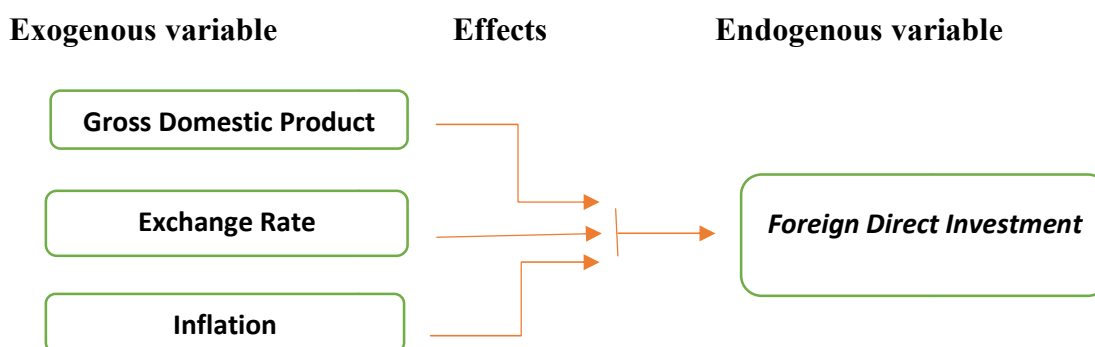 Exogenous variable Effects Endogenous variable
Gross Domestic Product
Exchange Rate
Foreign Direct Investment
Inflation